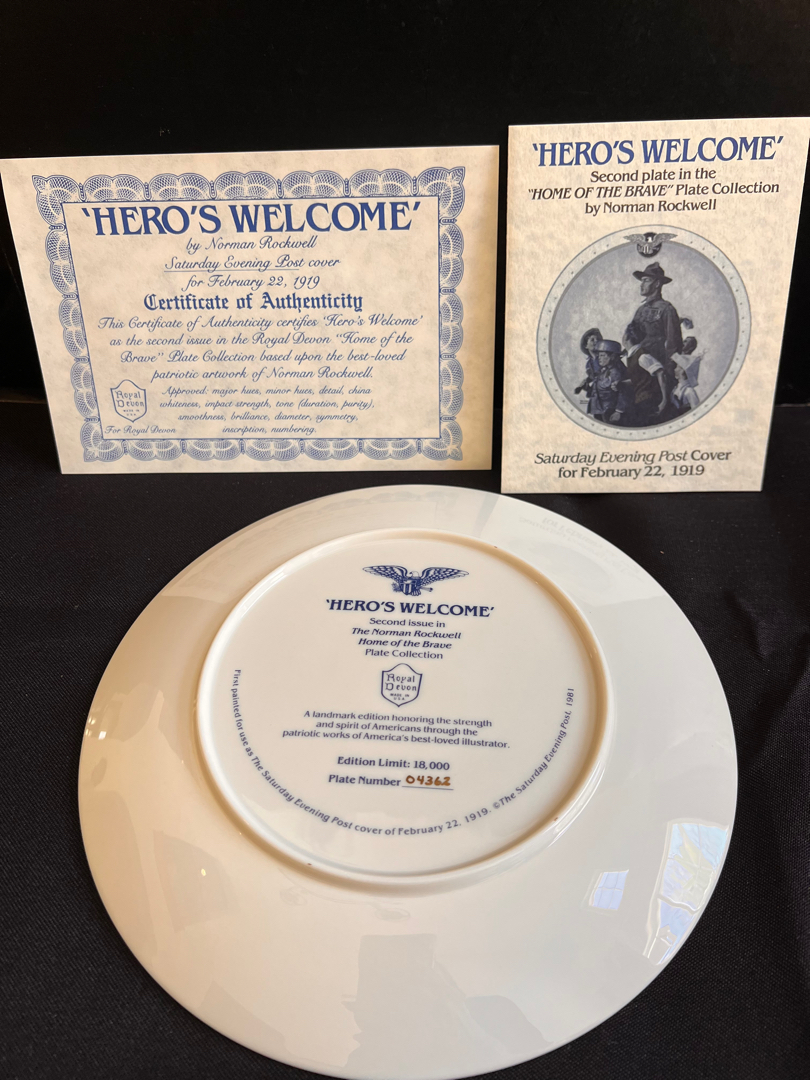 'HERO'S WELCOME'
by Norman Rockwell
Saturday Evening Post cover
for February 22, 1919
Certificate of Authenticity
This Certificate of Authenticity certifies 'Hero's Welcome'
as the second issue in the Royal Devon "Home of the
Brave" Plate Collection based upon the best-loved
patriotic artwork of Norman Rockwell.
Approved: major hues, minor hues, detail, china
whiteness, impact strength, tone (duration, purity),
smoothness, brilliance, diameter, symmetry,
inscription, numbering.
Royal
Devon
MADE IN
U.S.A.
For Royal Devon
'HERO'S WELCOME'
Second plate in the
"HOME OF THE BRAVE" Plate Collection
by Norman Rockwell
Saturday Evening Post Cover
for February 22, 1919
'HERO'S WELCOME'
Second issue in
The Norman Rockwell
Home of the Brave
Plate Collection
Royal
Devon
MADE IN
U.S.A.
A landmark edition honoring the strength
and spirit of Americans through the
patriotic works of America's best-loved illustrator.
Edition Limit: 18,000
Plate Number 04362
First painted for use as The Saturday Evening Post cover of February 22, 1919. ©The Saturday Evening Post, 1981